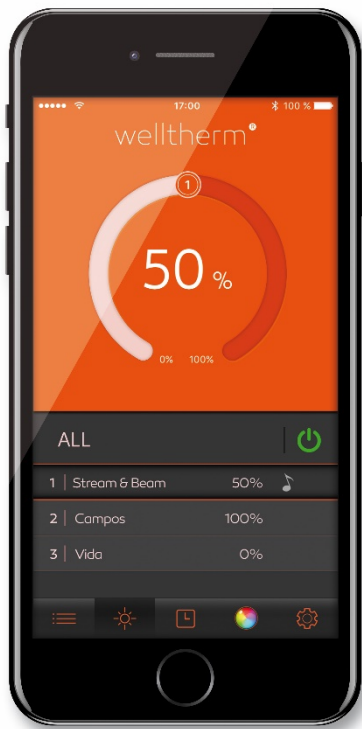 17:00 100 %
welltherm®
1
50 %
0% 100%
ALL
1 | Stream & Beam 50%
2 | Campos 100%
3 | Vida 0%